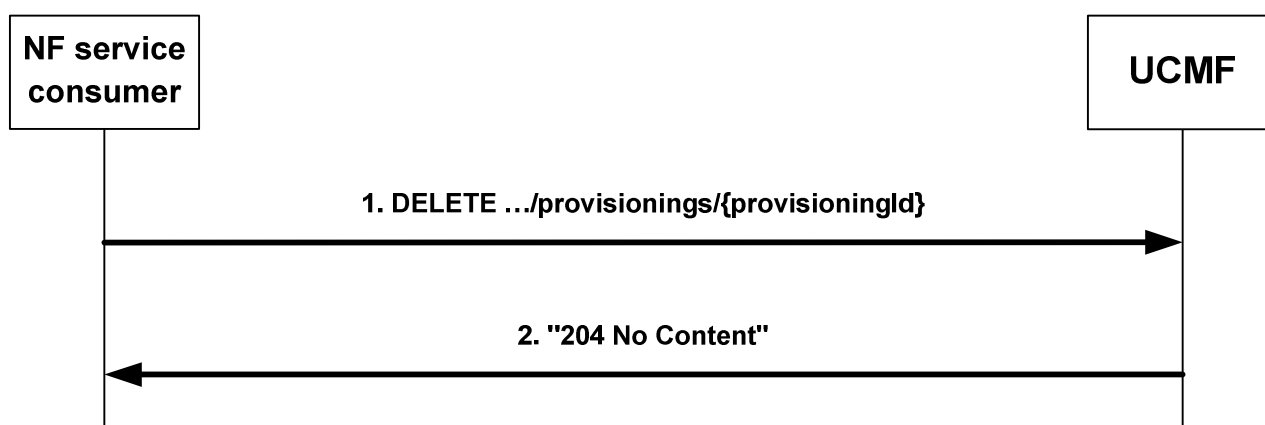 NF service
consumer
UCMF
1. DELETE …/provisionings/{provisioningId}
2. "204 No Content"